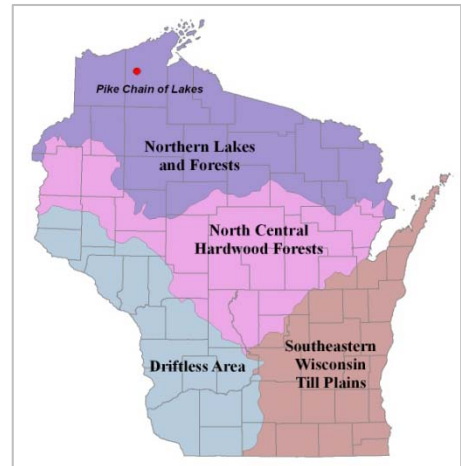 Pike Chain of Lakes
Northern Lakes
and Forests
North Central
Hardwood Forests
Driftless Area
Southeastern
Wisconsin
Till Plains